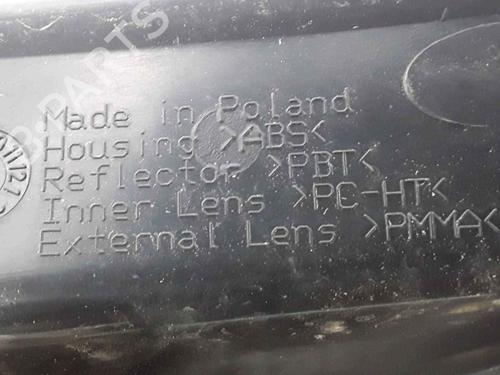 B-PARTS
Made in Poland
Housing >ABS<
Reflector >PBT<
Inner Lens >PC-HT<
External Lens >PMMA<